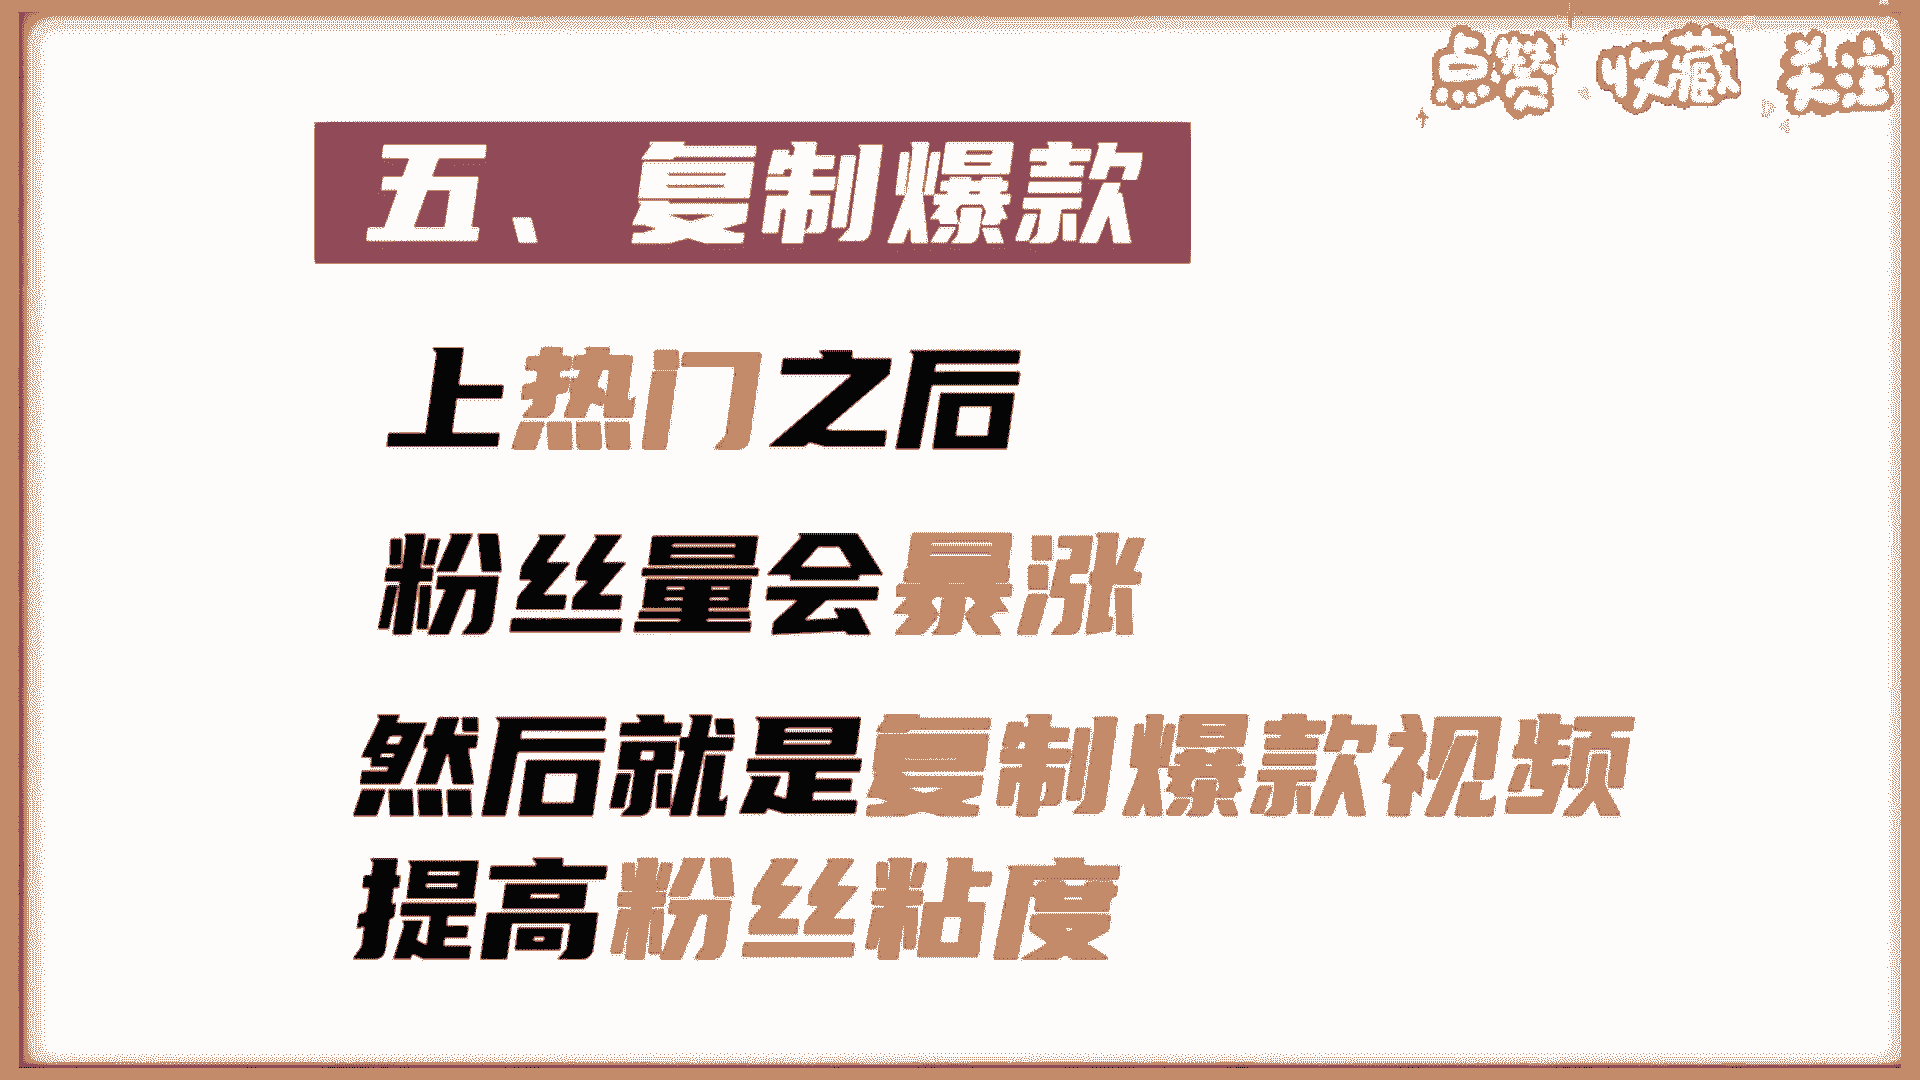 点赞 收藏 关注
五、复制爆款
上热门之后
粉丝量会暴涨
然后就是复制爆款视频
提高粉丝粘度